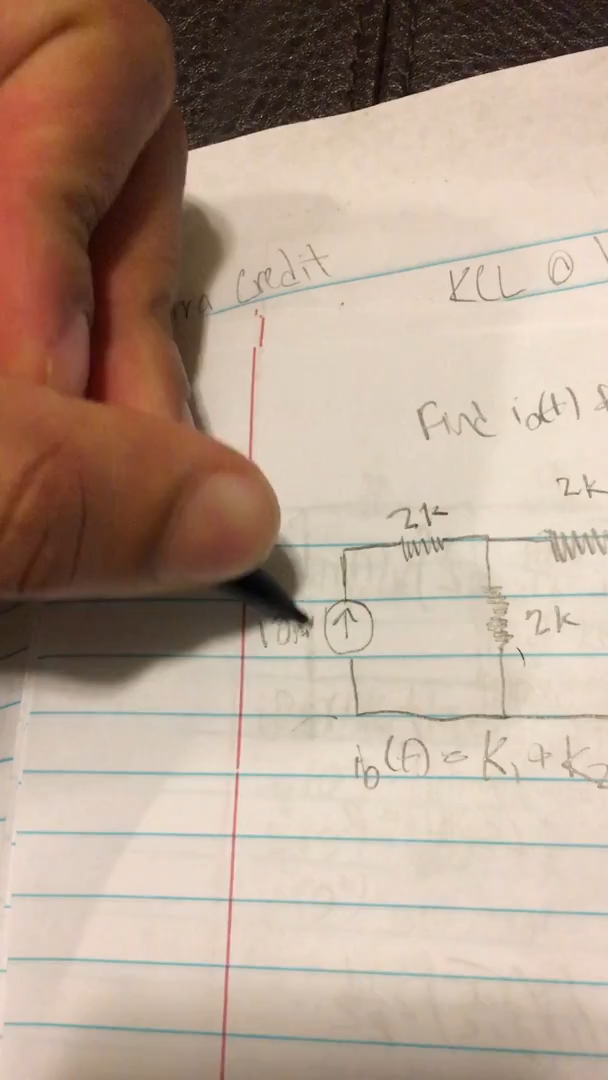 Credit
KCL @
Find i₀(t)
2k
2k
2k
i₀(t) = K₁ + K₂